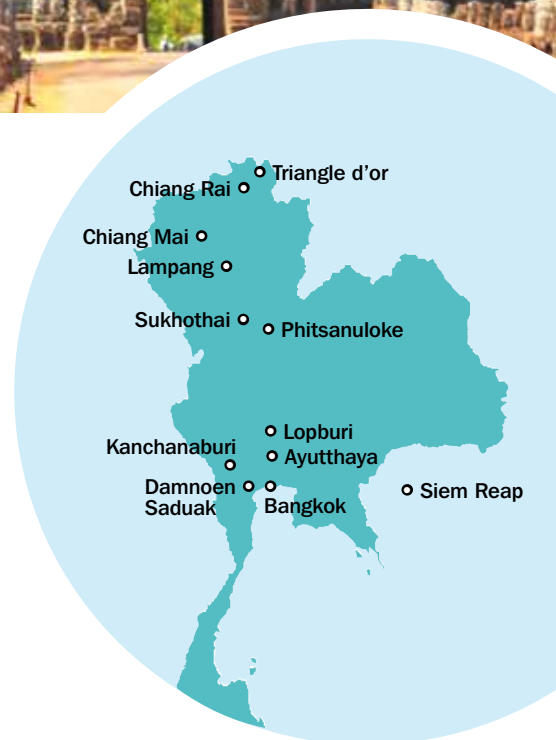 Triangle d'or
Chiang Rai
Chiang Mai
Lampang
Sukhothai
Phitsanuloke
Lopburi
Kanchanaburi
Ayutthaya
Damnoen
Saduak
Bangkok
Siem Reap